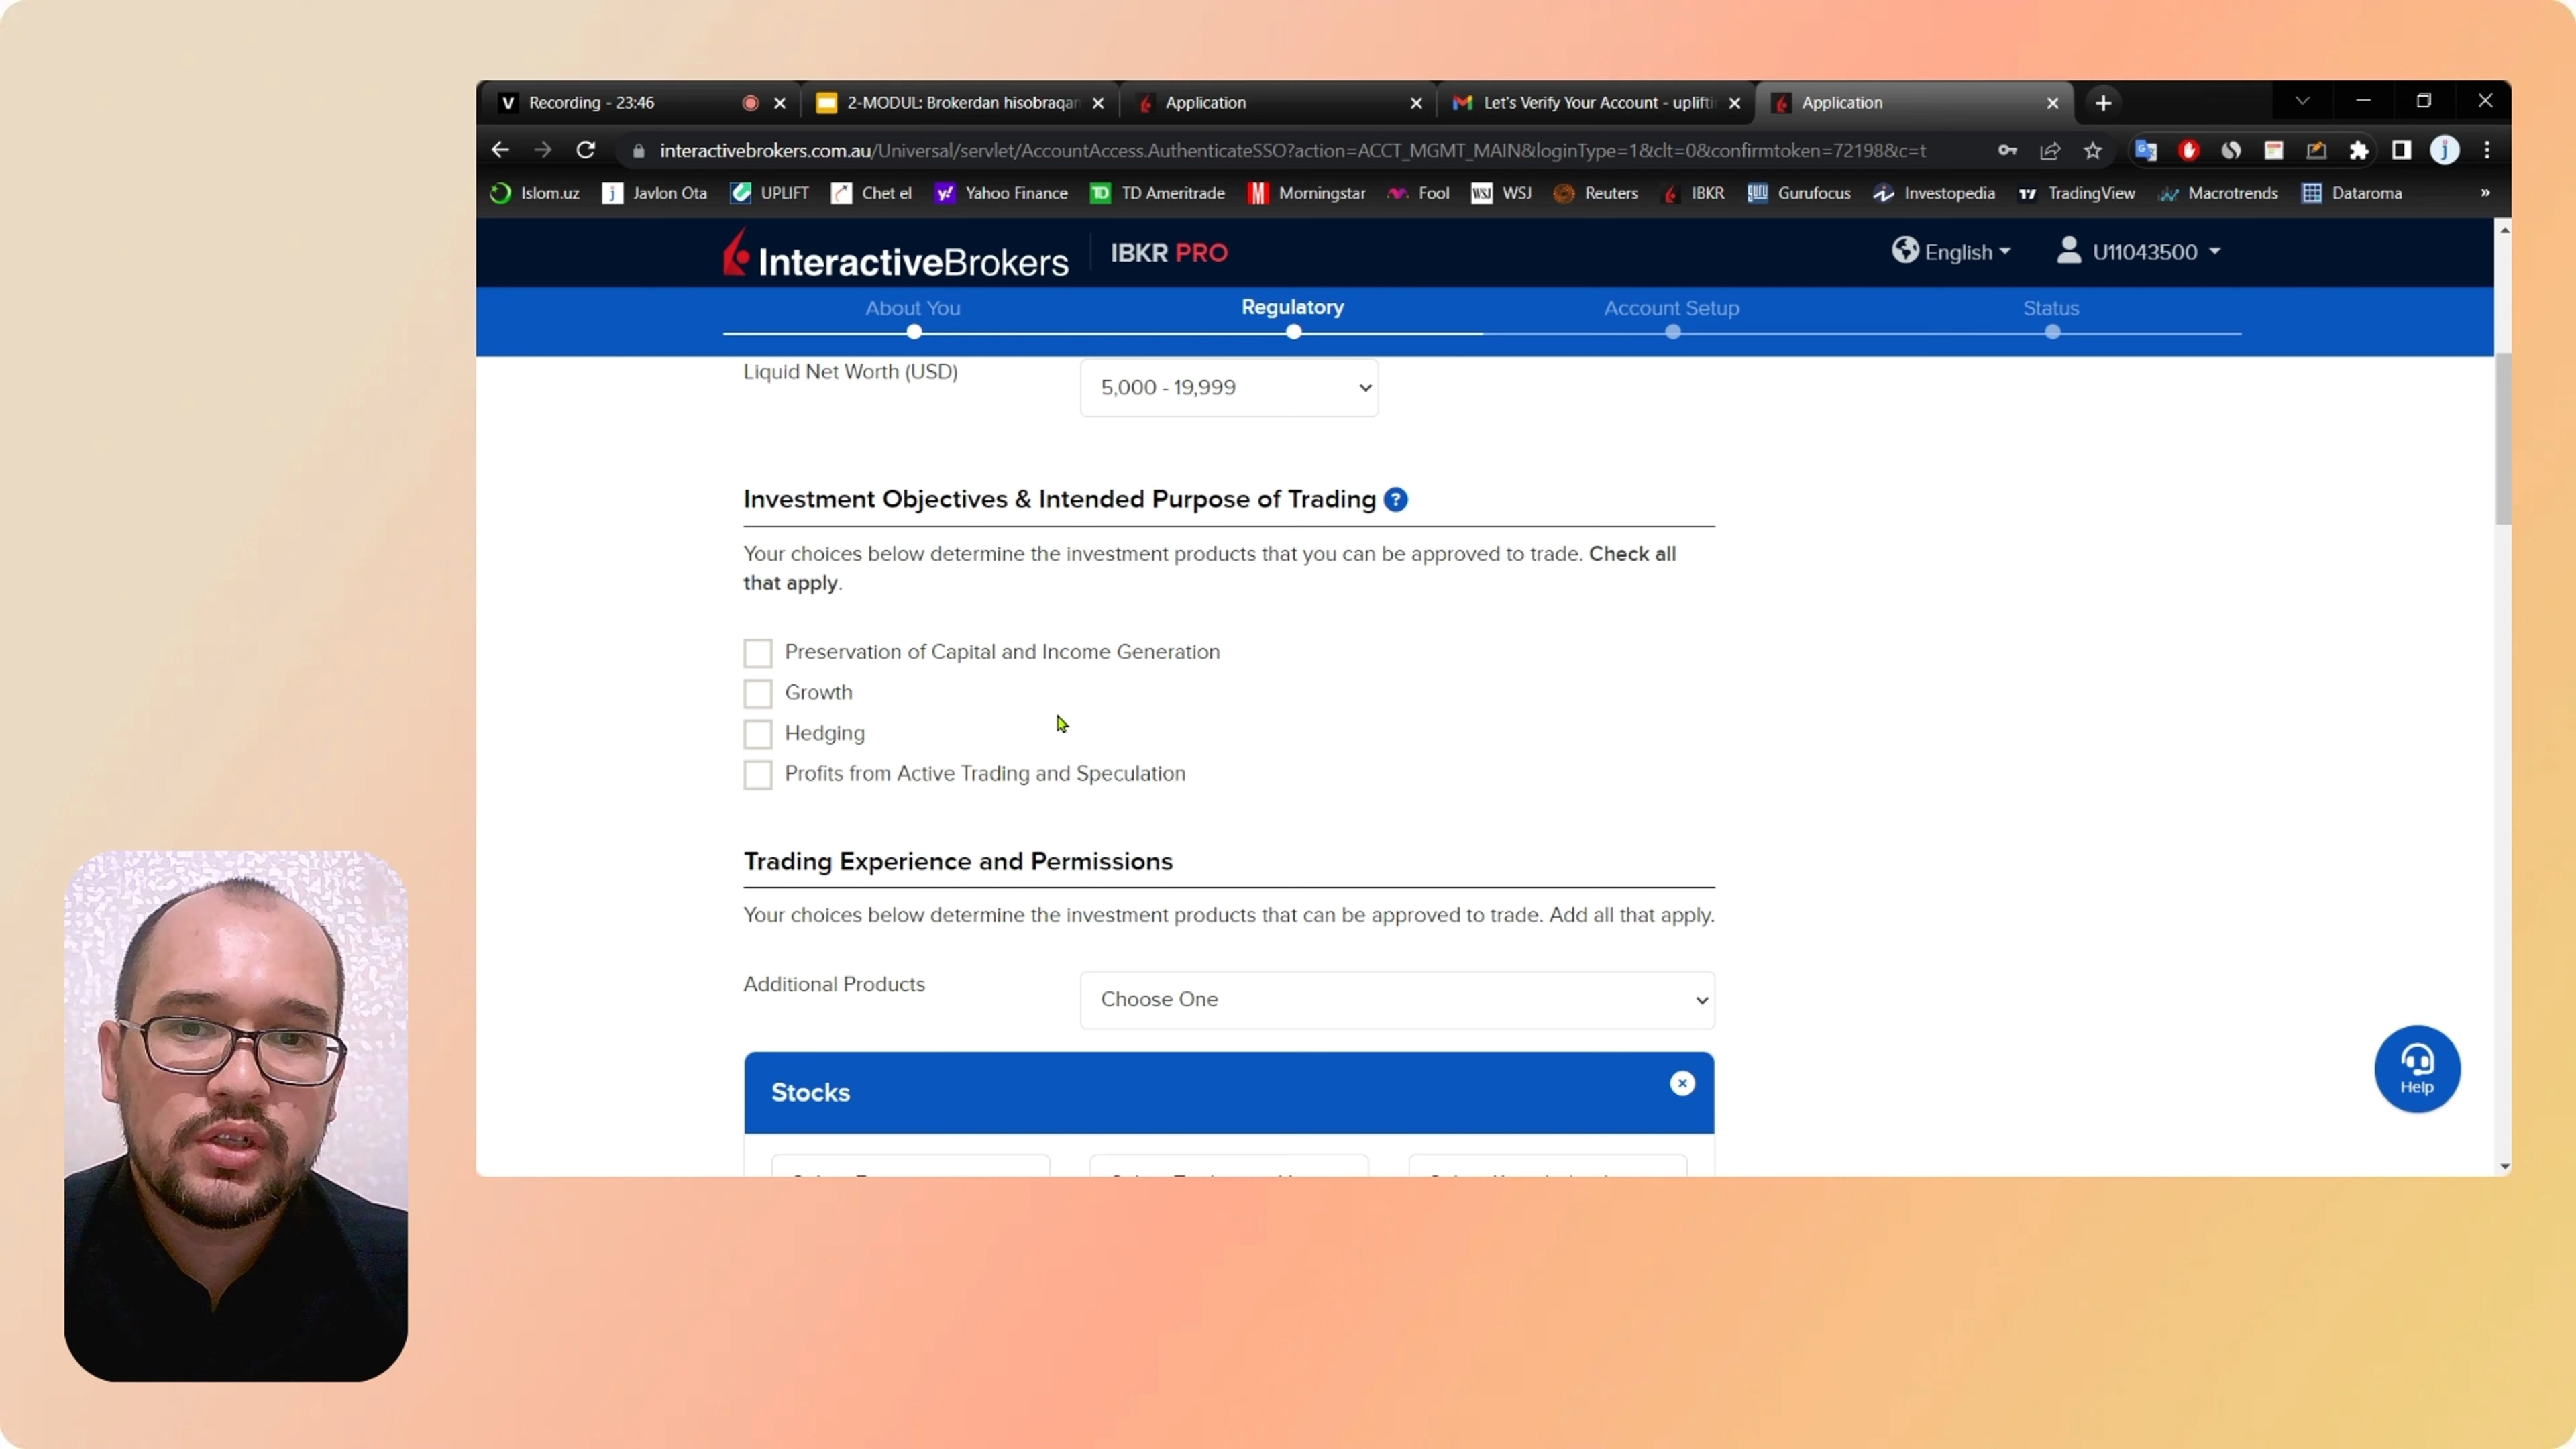 Recording - 23:46
2-MODUL: Brokerdan hisobraqan
Application
Let's Verify Your Account - uplifti
Application
interactivebrokers.com.au/Universal/servlet/AccountAccess.AuthenticateSSO?action=ACCT_MGMT_MAIN&loginType=1&clt=0&confirmtoken=72198&c=t
Islom.uz
Javlon Ota
UPLIFT
Chet el
Yahoo Finance
TD Ameritrade
Morningstar
Fool
WSJ
Reuters
IBKR
Gurufocus
Investopedia
TradingView
Macrotrends
Dataroma
»
InteractiveBrokers
IBKR PRO
English
U11043500
About You
Regulatory
Account Setup
Status
Liquid Net Worth (USD)
5,000 - 19,999
Investment Objectives & Intended Purpose of Trading ?
Your choices below determine the investment products that you can be approved to trade. Check all
that apply.
Preservation of Capital and Income Generation
Growth
Hedging
Profits from Active Trading and Speculation
Trading Experience and Permissions
Your choices below determine the investment products that can be approved to trade. Add all that apply.
Additional Products
Choose One
Stocks
Help